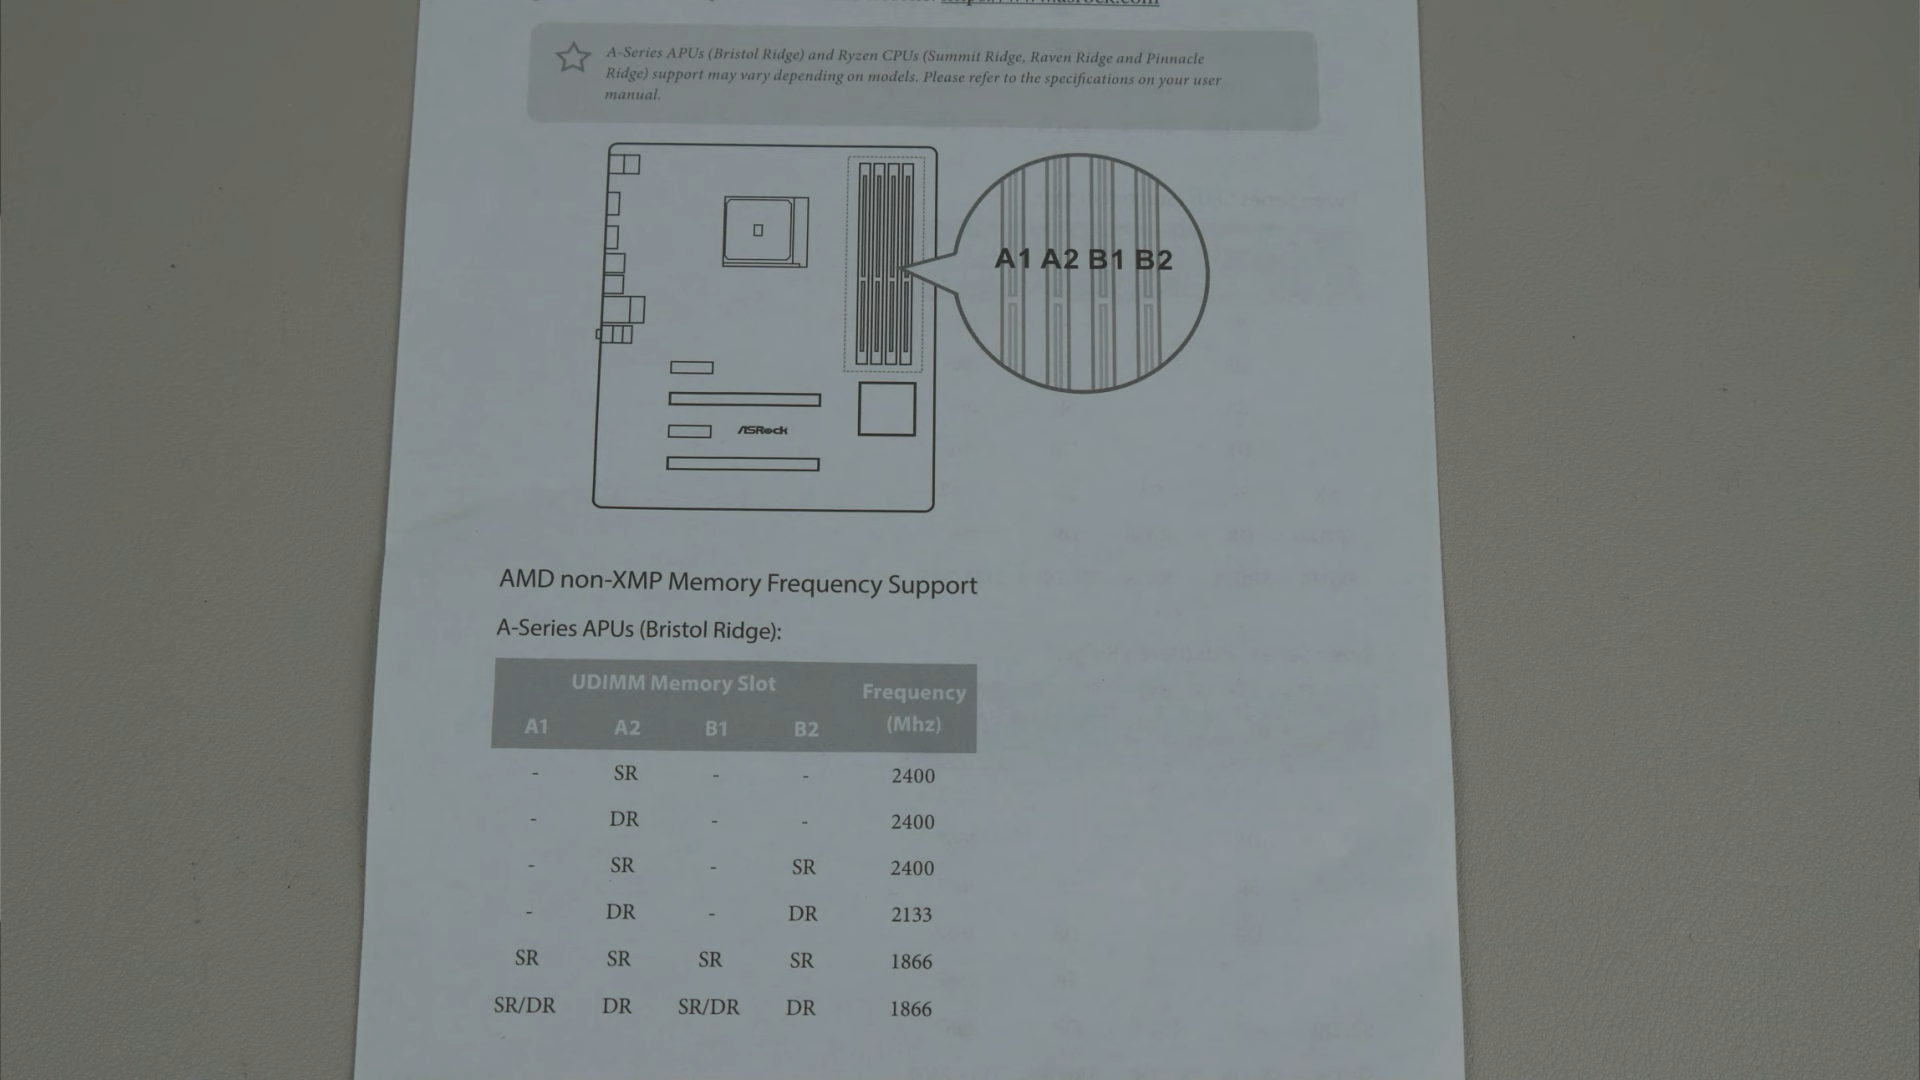 A-Series APUs (Bristol Ridge) and Ryzen CPUs (Summit Ridge, Raven Ridge and Pinnacle
Ridge) support may vary depending on models. Please refer to the specifications on your user
manual.
A1 A2 B1 B2
ASRock
AMD non-XMP Memory Frequency Support
A-Series APUs (Bristol Ridge):
UDIMM Memory Slot Frequency
A1 A2 B1 B2 (Mhz)
- SR - - 2400
- DR - - 2400
- SR - SR 2400
- DR - DR 2133
SR SR SR SR 1866
SR/DR DR SR/DR DR 1866